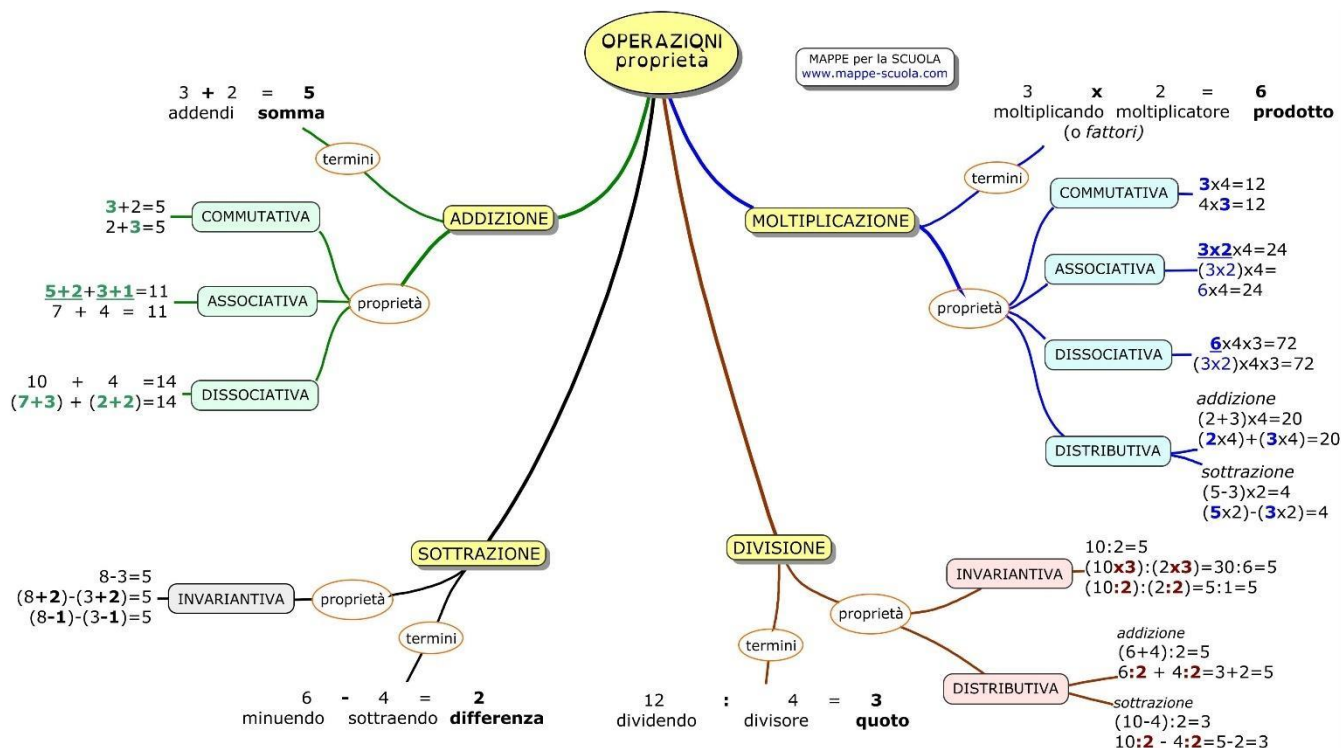 OPERAZIONI
proprietà
MAPPE per la SCUOLA
www.mappe-scuola.com
3 + 2 = 5
addendi somma
termini
ADDIZIONE
proprietà
COMMUTATIVA
3+2=5
2+3=5
ASSOCIATIVA
5+2+3+1=11
7 + 4 = 11
DISSOCIATIVA
10 + 4 =14
(7+3) + (2+2)=14
3 x 2 = 6
moltiplicando moltiplicatore prodotto
(o fattori)
termini
MOLTIPLICAZIONE
proprietà
COMMUTATIVA
3x4=12
4x3=12
ASSOCIATIVA
3x2x4=24
(3x2)x4=
6x4=24
DISSOCIATIVA
6x4x3=72
(3x2)x4x3=72
DISTRIBUTIVA
addizione
(2+3)x4=20
(2x4)+(3x4)=20
sottrazione
(5-3)x2=4
(5x2)-(3x2)=4
SOTTRAZIONE
proprietà
INVARIANTIVA
8-3=5
(8+2)-(3+2)=5
(8-1)-(3-1)=5
termini
6 - 4 = 2
minuendo sottraendo differenza
DIVISIONE
termini
12 : 4 = 3
dividendo divisore quoto
proprietà
INVARIANTIVA
10:2=5
(10x3):(2x3)=30:6=5
(10:2):(2:2)=5:1=5
DISTRIBUTIVA
addizione
(6+4):2=5
6:2 + 4:2=3+2=5
sottrazione
(10-4):2=3
10:2 - 4:2=5-2=3